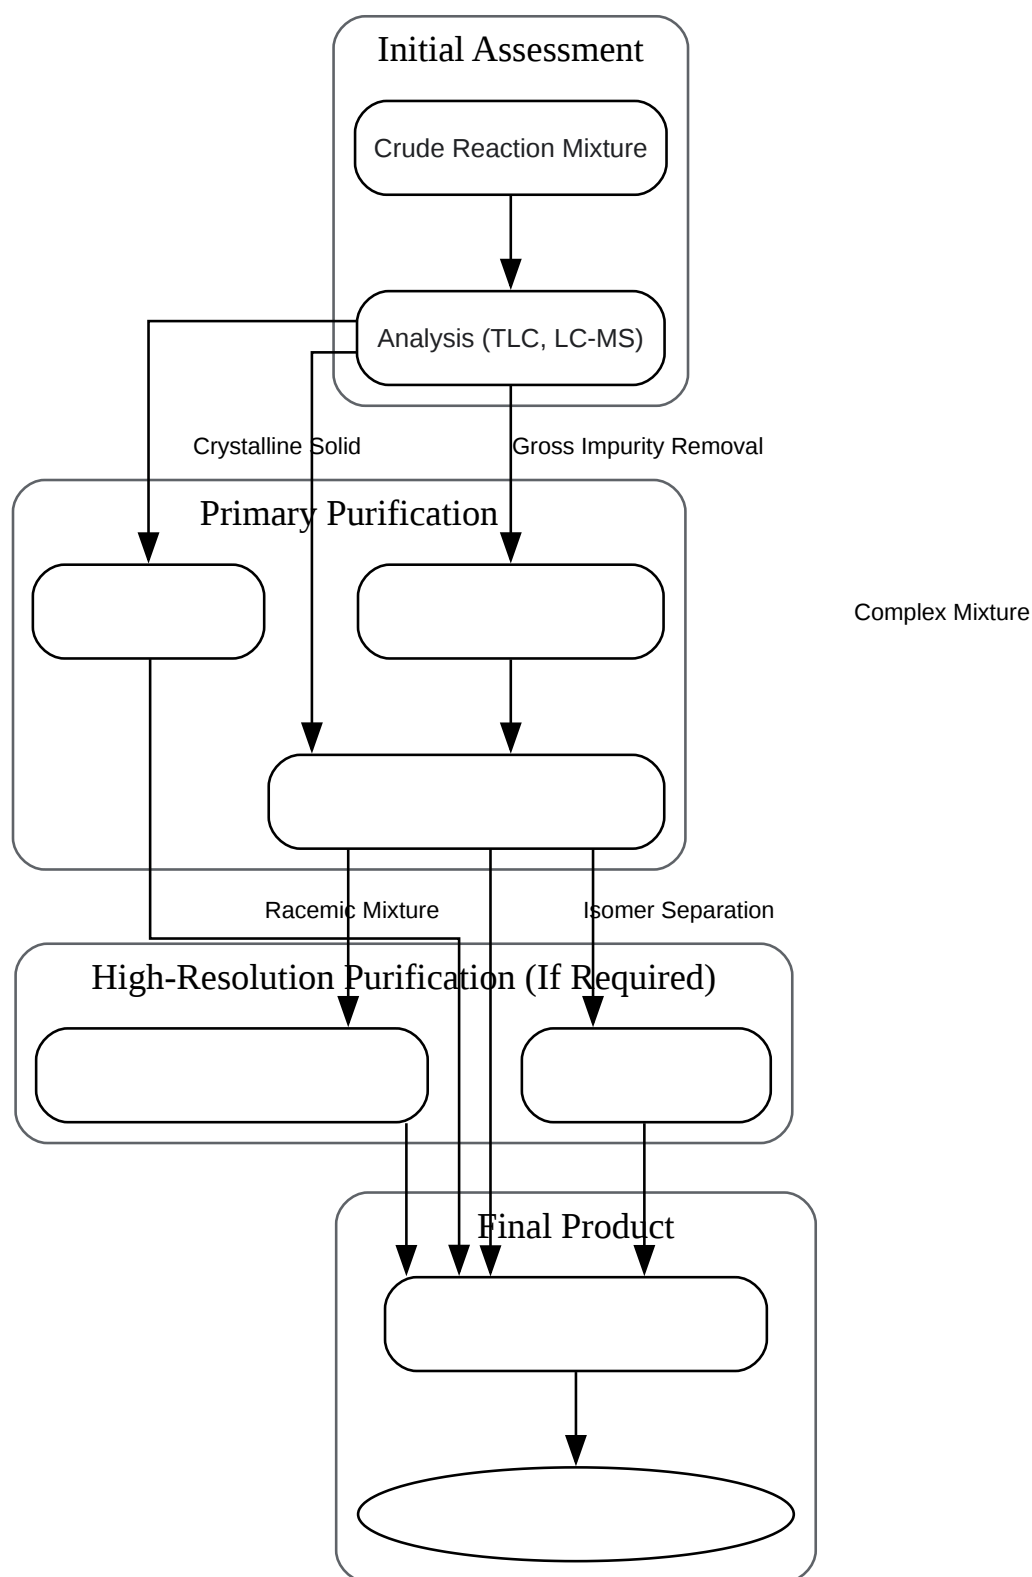 Initial Assessment
Crude Reaction Mixture
Analysis (TLC, LC-MS)
Crystalline Solid
Gross Impurity Removal
Primary Purification
Complex Mixture
Racemic Mixture
Isomer Separation
High-Resolution Purification (If Required)
Final Product